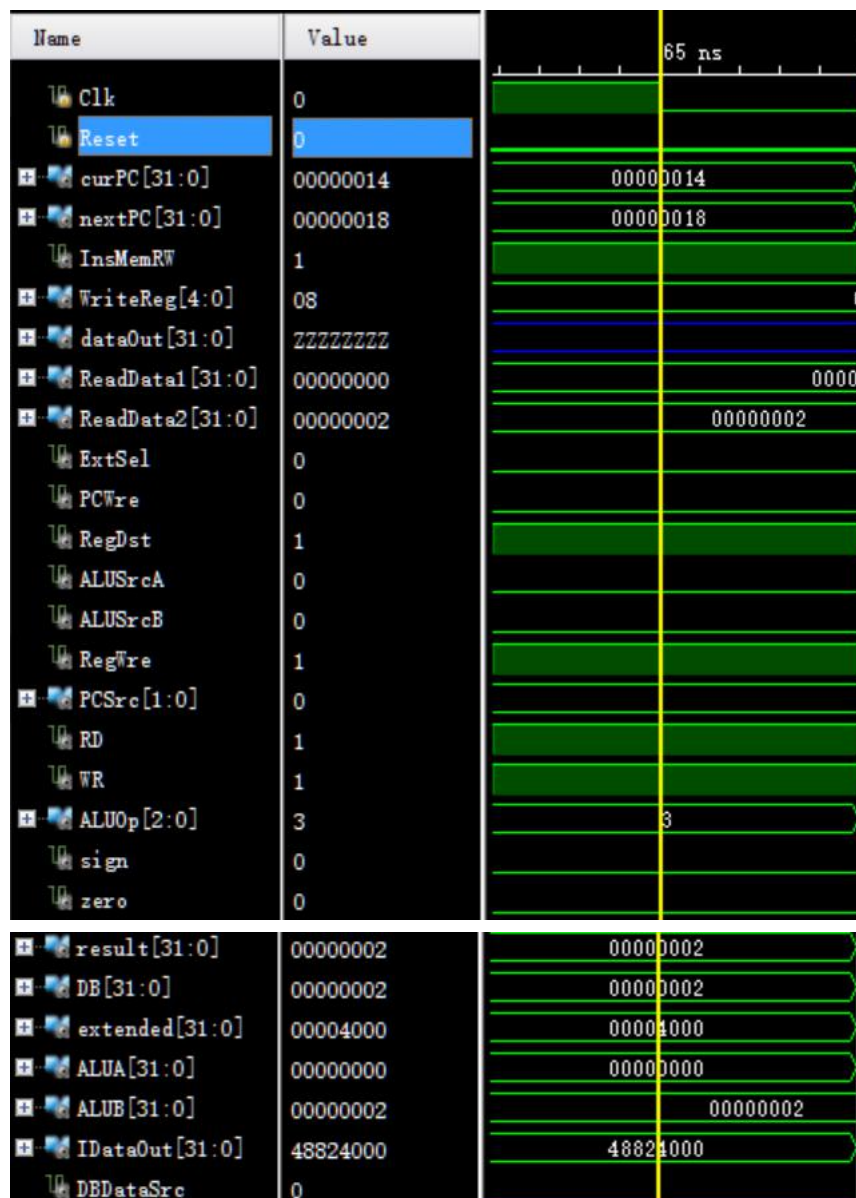 Name Value
65 ns
Clk 0
Reset 0
curPC[31:0] 00000014 00000014
nextPC[31:0] 00000018 00000018
InsMemRW 1
WriteReg[4:0] 08
dataOut[31:0] ZZZZZZZZ
ReadData1[31:0] 00000000 0000
ReadData2[31:0] 00000002 00000002
ExtSel 0
PCWre 0
RegDst 1
ALUSrcA 0
ALUSrcB 0
RegWre 1
PCSrc[1:0] 0
RD 1
WR 1
ALUOp[2:0] 3 3
sign 0
zero 0
result[31:0] 00000002 00000002
DB[31:0] 00000002 00000002
extended[31:0] 00004000 00004000
ALUA[31:0] 00000000 00000000
ALUB[31:0] 00000002 00000002
IDataOut[31:0] 48824000 48824000
DBDataSrc 0